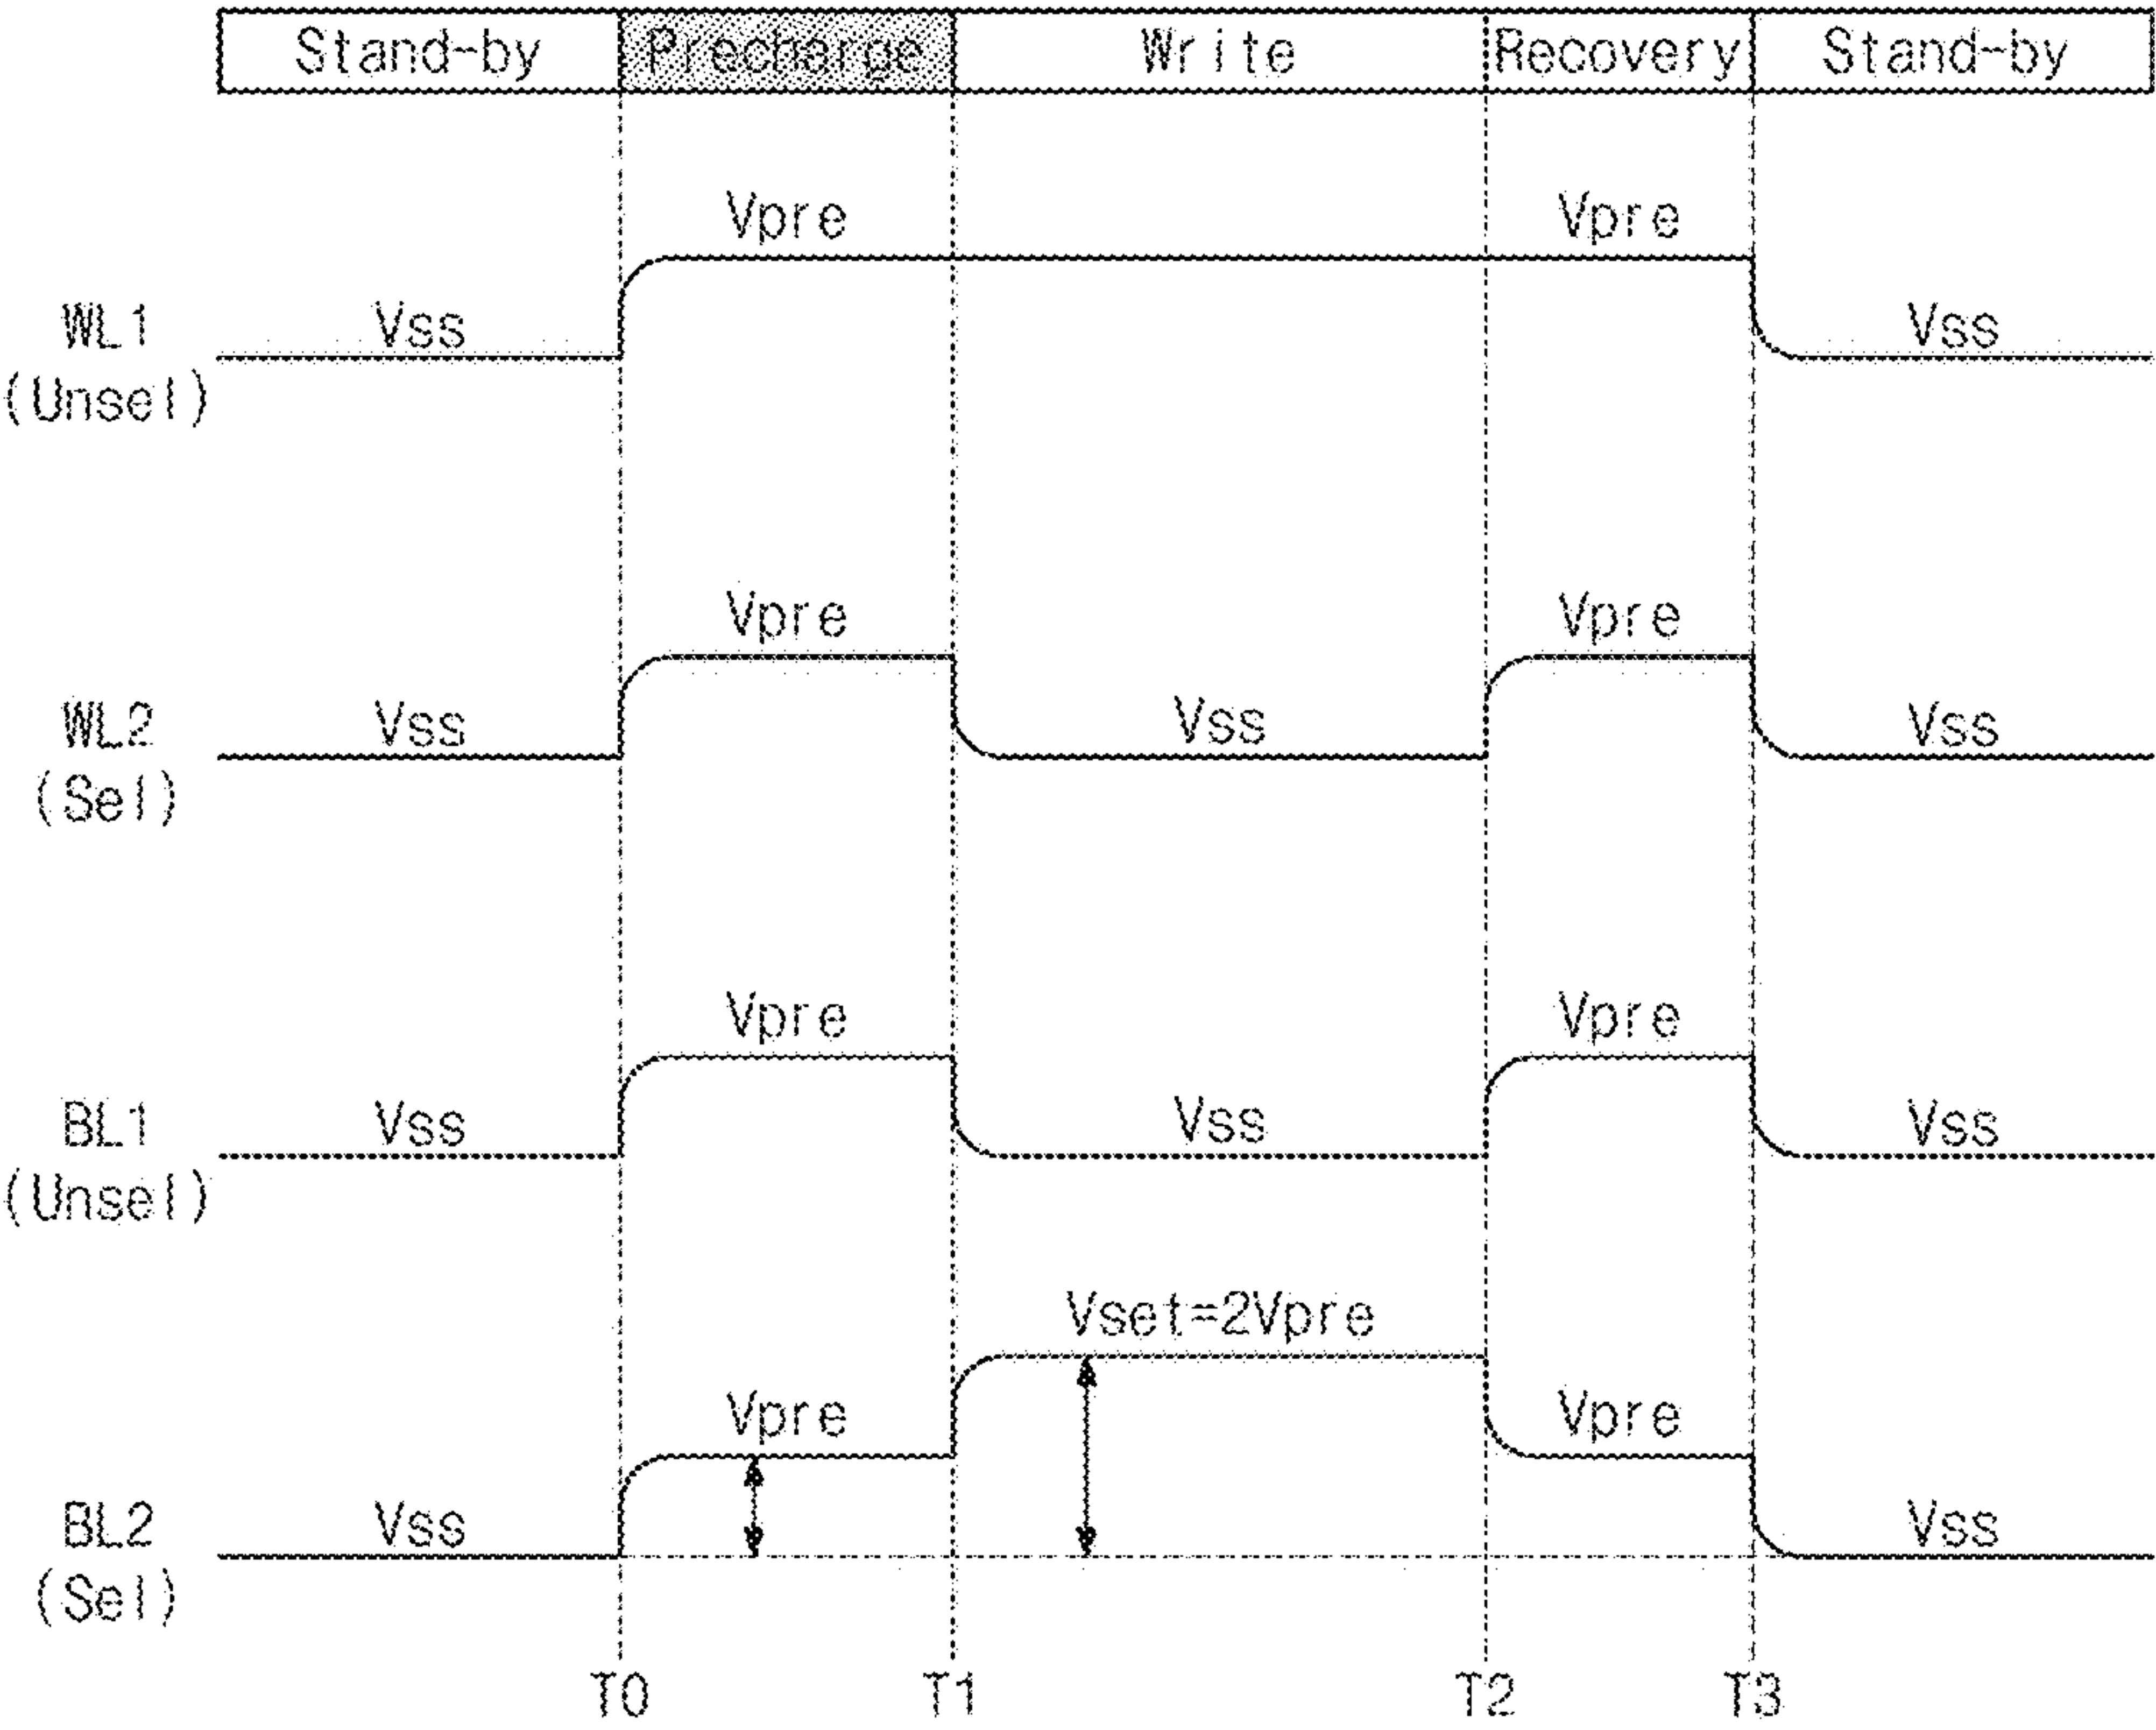 Stand-by Precharge Write Recovery Stand-by
Vpre Vpre
WL1 Vss Vss
(Unsel)
Vpre Vpre
WL2 Vss Vss Vss
(Sel)
Vpre Vpre
BL1 Vss Vss Vss
(Unsel)
Vset=2Vpre
Vpre Vpre
BL2 Vss Vss
(Sel)
T0 T1 T2 T3